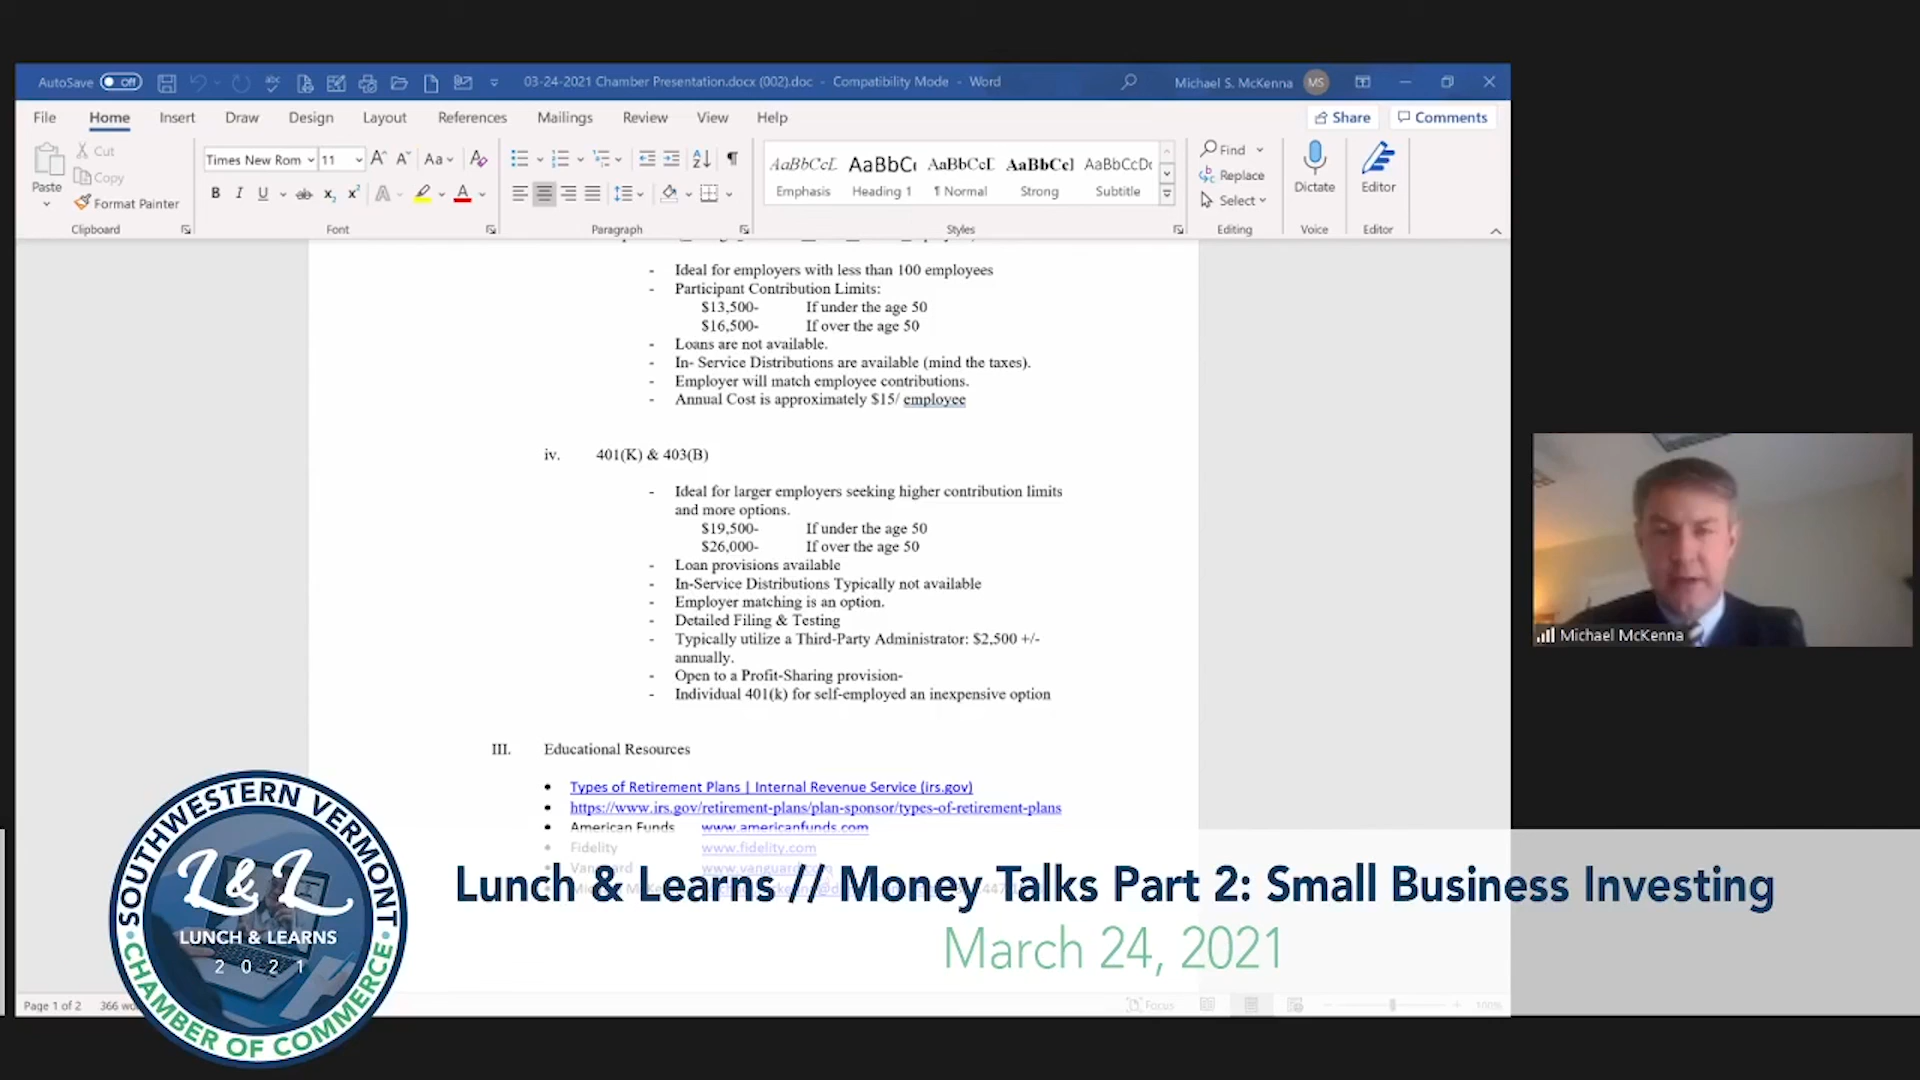 AutoSave Off
03-24-2021 Chamber Presentation.docx (002).doc - Compatibility Mode - Word
Michael S. McKenna MS
File Home Insert Draw Design Layout References Mailings Review View Help
Share Comments
Paste
Cut
Copy
Format Painter
Clipboard
Times New Rom 11
Font
Paragraph
AaBbCcL AaBbC AaBbCcI AaBbCcI AaBbCcDc
Emphasis Heading 1 ¶ Normal Strong Subtitle
Styles
Find
Replace
Select
Editing
Dictate
Voice
Editor
Editor
- Ideal for employers with less than 100 employees
- Participant Contribution Limits:
$13,500- If under the age 50
$16,500- If over the age 50
- Loans are not available.
- In- Service Distributions are available (mind the taxes).
- Employer will match employee contributions.
- Annual Cost is approximately $15/ employee
iv. 401(K) & 403(B)
- Ideal for larger employers seeking higher contribution limits
and more options.
$19,500- If under the age 50
$26,000- If over the age 50
- Loan provisions available
- In-Service Distributions Typically not available
- Employer matching is an option.
- Detailed Filing & Testing
- Typically utilize a Third-Party Administrator: $2,500 +/-
annually.
- Open to a Profit-Sharing provision-
- Individual 401(k) for self-employed an inexpensive option
III. Educational Resources
• Types of Retirement Plans | Internal Revenue Service (irs.gov)
• https://www.irs.gov/retirement-plans/plan-sponsor/types-of-retirement-plans
• American Funds www.americanfunds.com
• Fidelity www.fidelity.com
Michael McKenna
Lunch & Learns // Money Talks Part 2: Small Business Investing
March 24, 2021
SOUTHWESTERN VERMONT
L&L
LUNCH & LEARNS
2021
CHAMBER OF COMMERCE
Page 1 of 2 366
Focus
100%